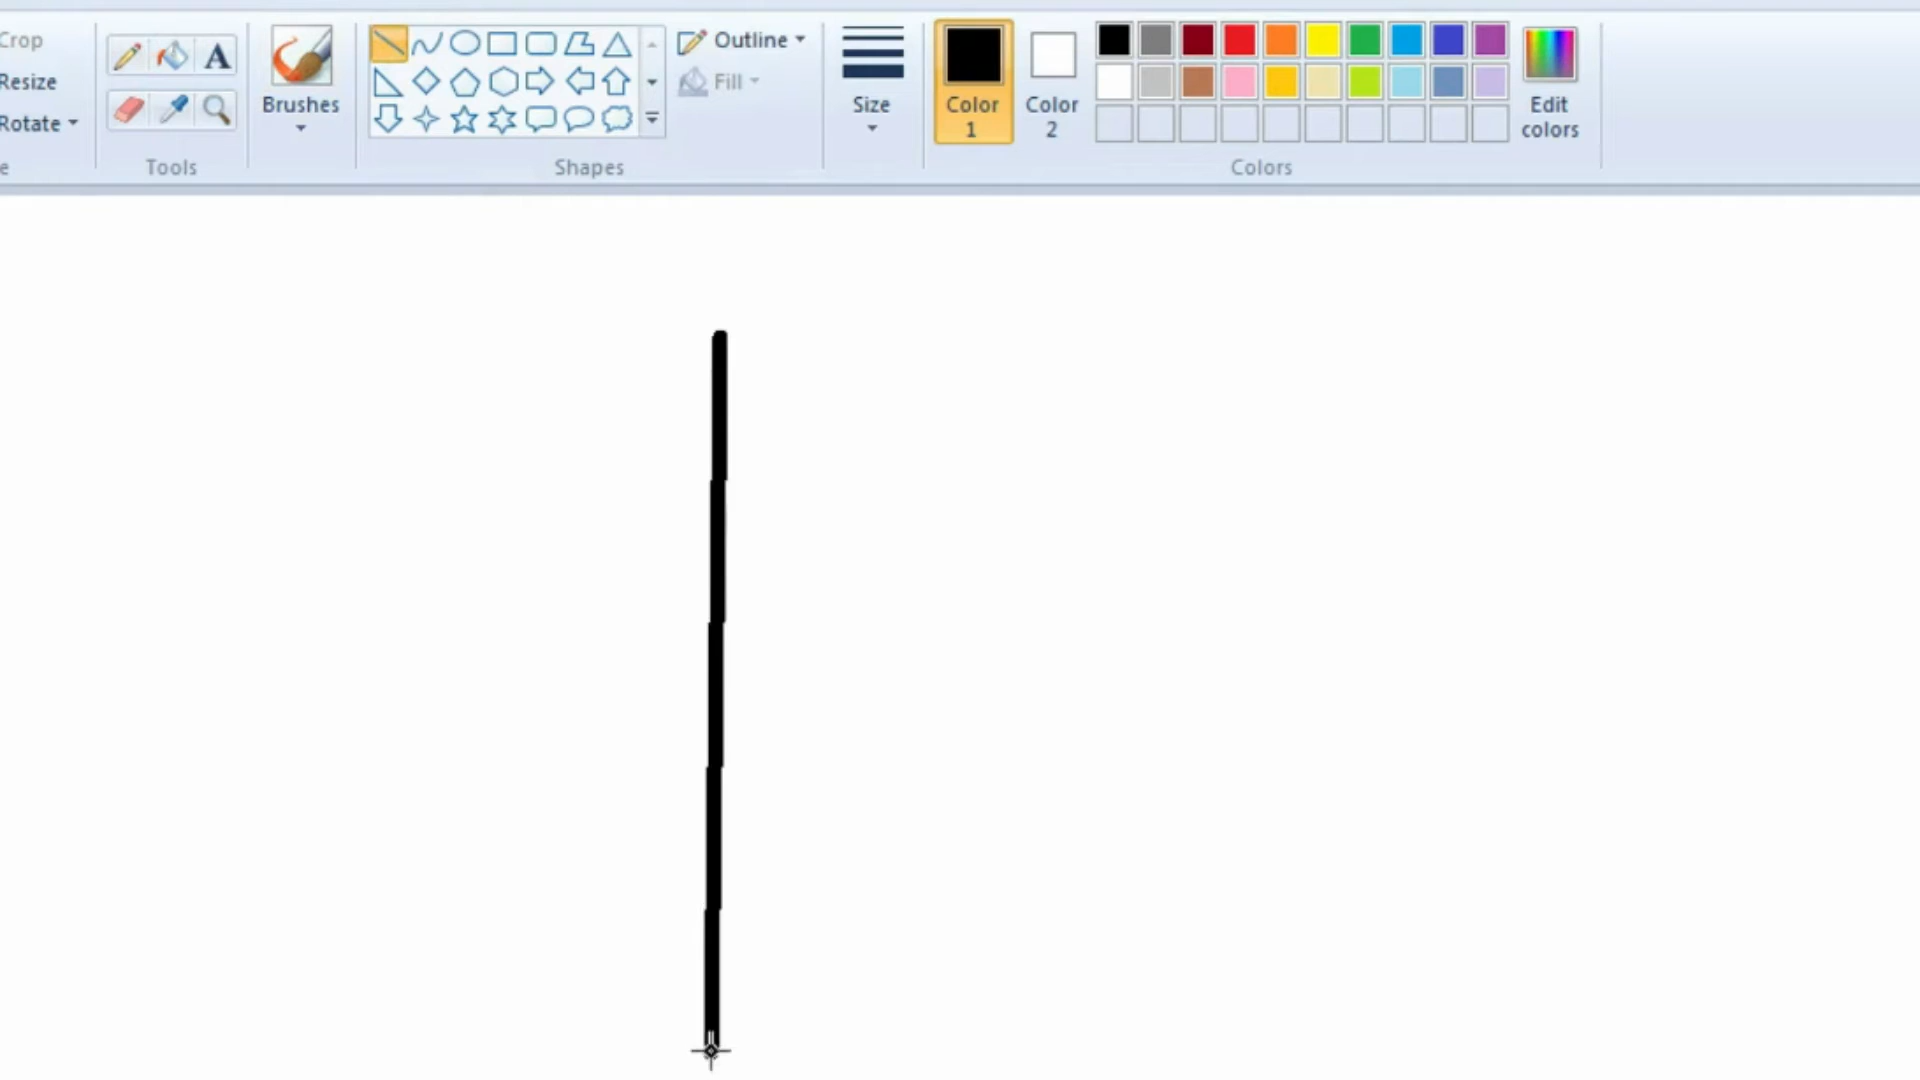 Crop
Resize
Rotate
e
A
Tools
Brushes
Shapes
Outline
Fill
Size
Color
1
Color
2
Colors
Edit
colors